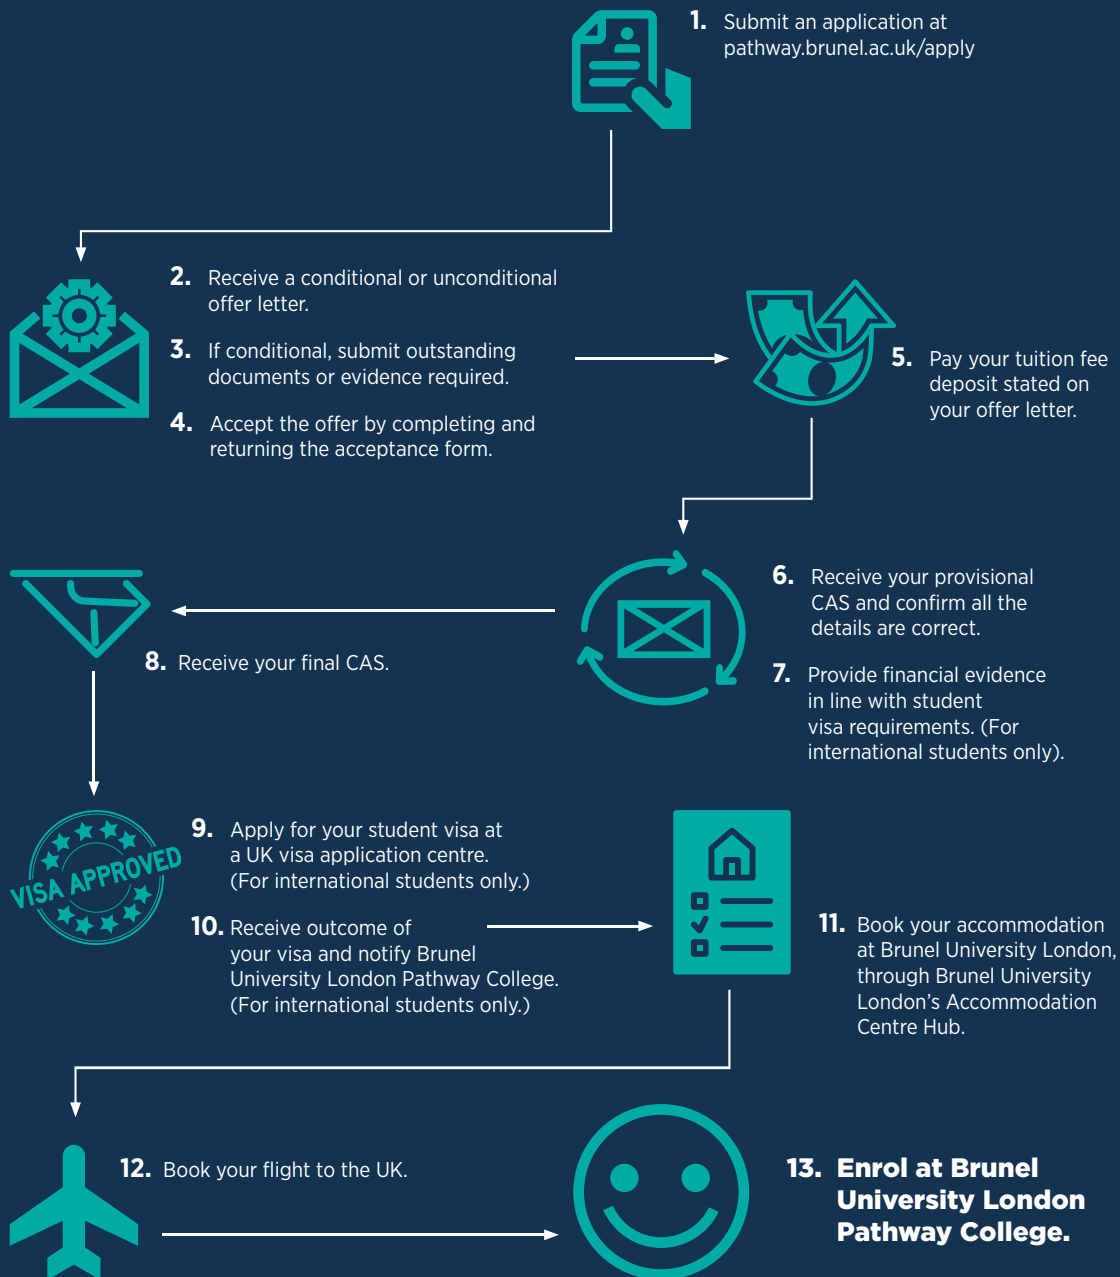 1. Submit an application at
pathway.brunel.ac.uk/apply
2. Receive a conditional or unconditional
offer letter.
3. If conditional, submit outstanding
documents or evidence required.
4. Accept the offer by completing and
returning the acceptance form.
5. Pay your tuition fee
deposit stated on
your offer letter.
6. Receive your provisional
CAS and confirm all the
details are correct.
7. Provide financial evidence
in line with student
visa requirements. (For
international students only).
8. Receive your final CAS.
VISA APPROVED
9. Apply for your student visa at
a UK visa application centre.
(For international students only.)
10. Receive outcome of
your visa and notify Brunel
University London Pathway College.
(For international students only.)
11. Book your accommodation
at Brunel University London,
through Brunel University
London’s Accommodation
Centre Hub.
12. Book your flight to the UK.
13. Enrol at Brunel
University London
Pathway College.